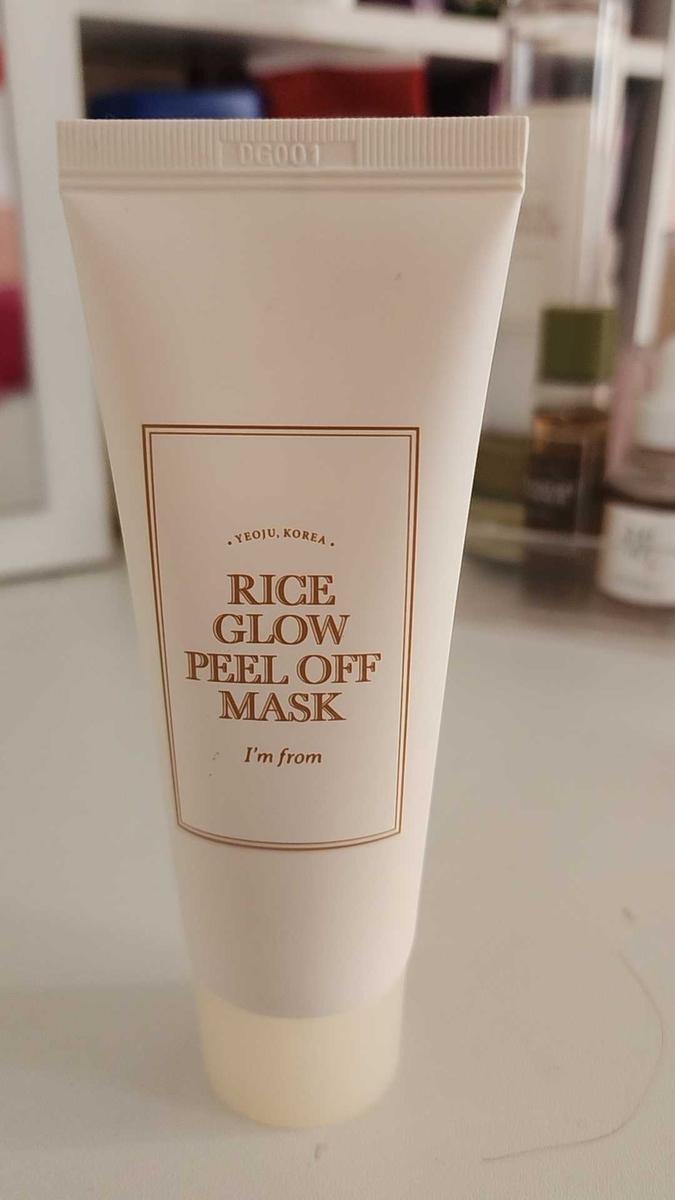 DG001
• YEOJU, KOREA •
RICE
GLOW
PEEL OFF
MASK
I'm from